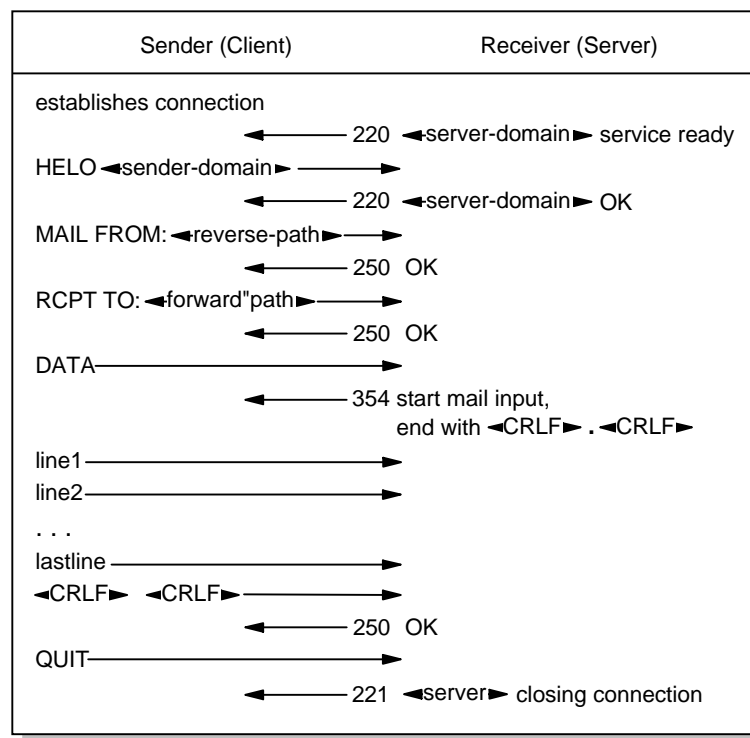 Sender (Client) Receiver (Server)
establishes connection
220 ◄server-domain► service ready
HELO ◄sender-domain►
220 ◄server-domain► OK
MAIL FROM: ◄reverse-path►
250 OK
RCPT TO: ◄forward"path►
250 OK
DATA
354 start mail input,
end with ◄CRLF► . ◄CRLF►
line1
line2
. . .
lastline
◄CRLF► ◄CRLF►
250 OK
QUIT
221 ◄server► closing connection